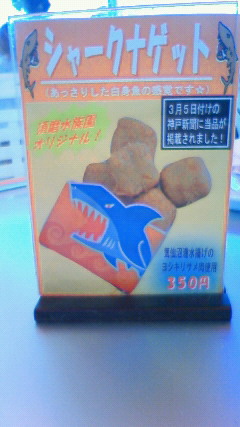 シャークナゲット
(あっさりした白身魚の感覚です☆)
須磨水族園
オリジナル!
3月5日付けの
神戸新聞に当品が
掲載されました!
気仙沼港水揚げの
ヨシキリサメ肉使用
350円